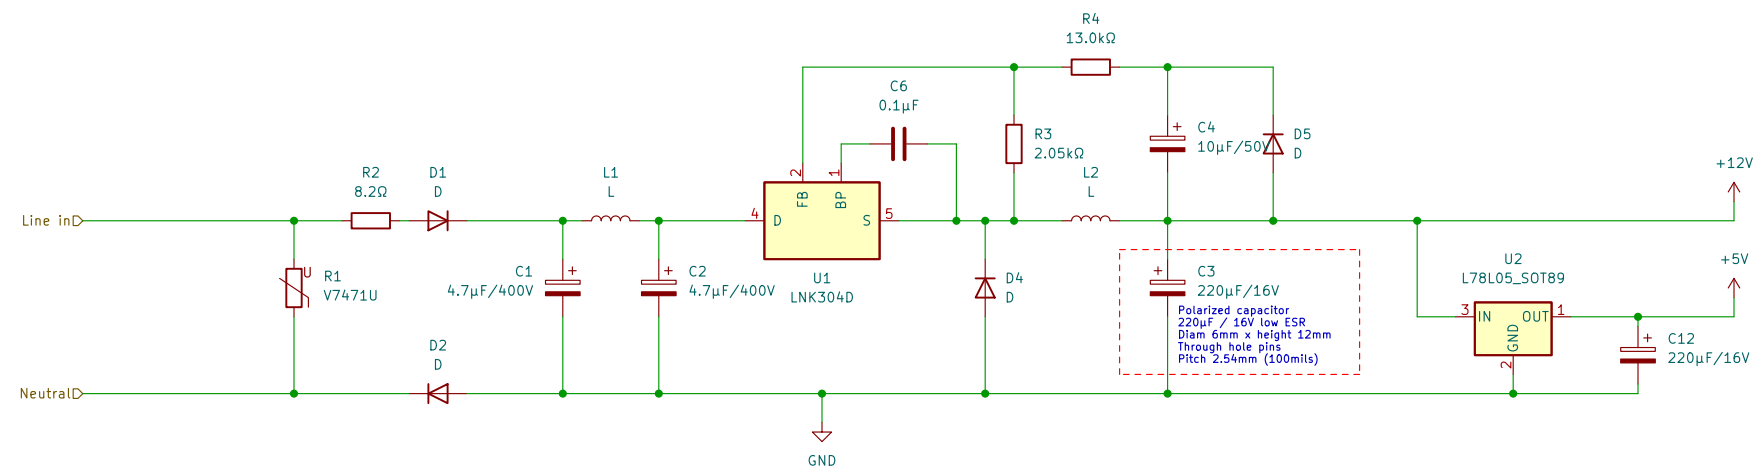 R4
13.0kΩ
C6
0.1µF
C4
10µF/50V
D5
D
R3
2.05kΩ
+12V
R2
8.2Ω
D1
D
L1
L
2
1
FB
BP
L2
L
Line in
4
D
S
5
U1
LNK304D
R1
V7471U
U
C1
4.7µF/400V
C2
4.7µF/400V
D4
D
C3
220µF/16V
Polarized capacitor
220µF / 16V low ESR
Diam 6mm x height 12mm
Through hole pins
Pitch 2.54mm (100mils)
U2
L78L05_SOT89
+5V
3
IN
OUT
1
GND
2
C12
220µF/16V
D2
D
Neutral
GND